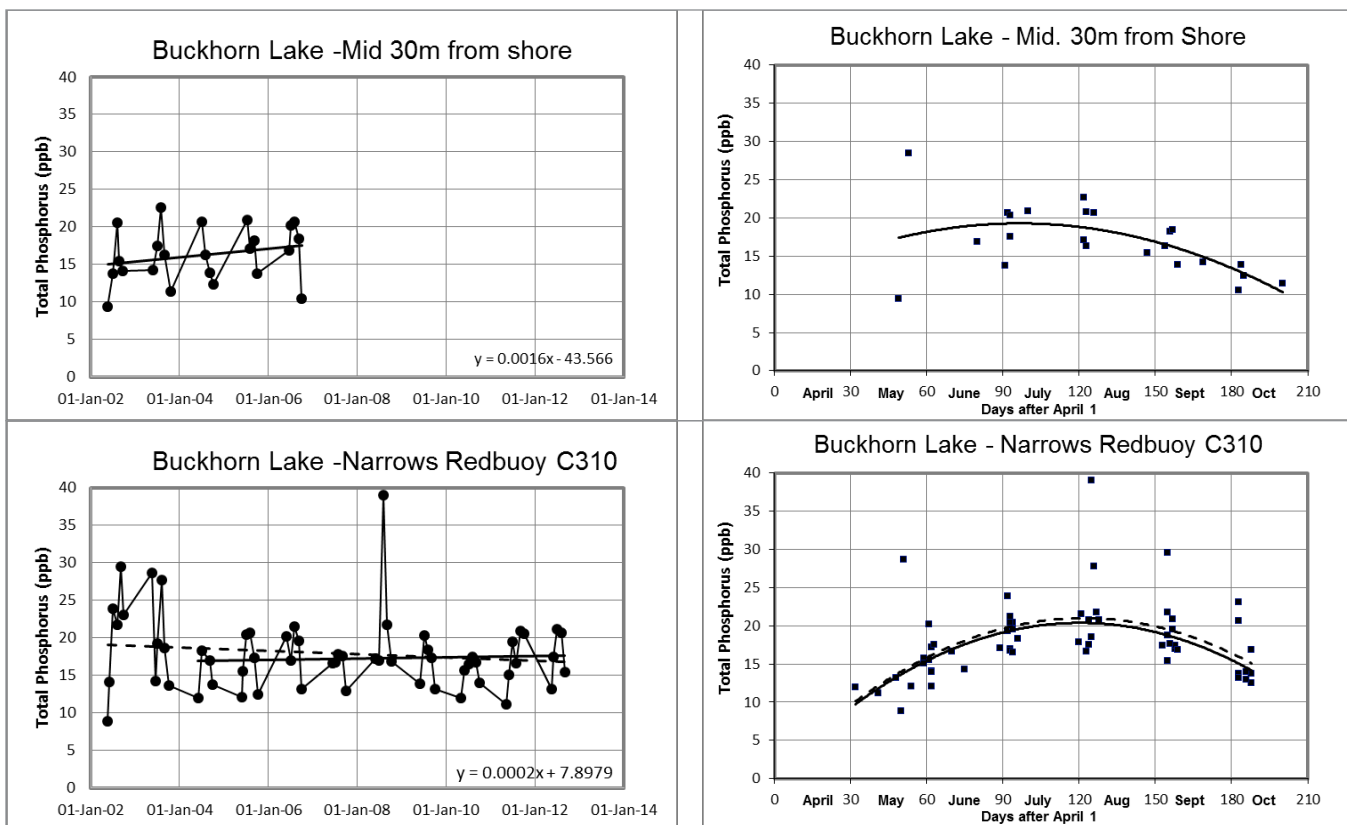 Buckhorn Lake -Mid 30m from shore
Total Phosphorus (ppb)
40
35
30
25
20
15
10
5
0
y = 0.0016x - 43.566
01-Jan-02 01-Jan-04 01-Jan-06 01-Jan-08 01-Jan-10 01-Jan-12 01-Jan-14
Buckhorn Lake - Mid. 30m from Shore
Total Phosphorus (ppb)
40
35
30
25
20
15
10
5
0
0 April 30 May 60 June 90 July 120 Aug 150 Sept 180 Oct 210
Days after April 1
Buckhorn Lake -Narrows Redbuoy C310
Total Phosphorus (ppb)
40
35
30
25
20
15
10
5
0
y = 0.0002x + 7.8979
01-Jan-02 01-Jan-04 01-Jan-06 01-Jan-08 01-Jan-10 01-Jan-12 01-Jan-14
Buckhorn Lake - Narrows Redbuoy C310
Total Phosphorus (ppb)
40
35
30
25
20
15
10
5
0
0 April 30 May 60 June 90 July 120 Aug 150 Sept 180 Oct 210
Days after April 1